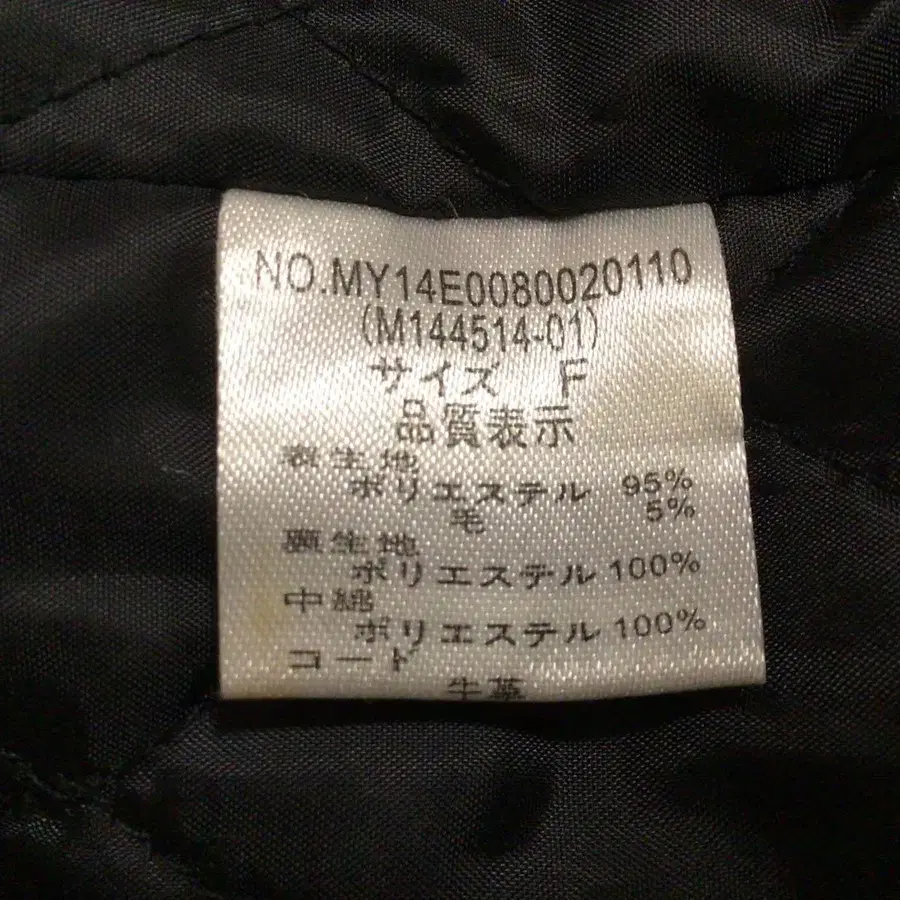 NO.MY14E0080020110
(M144514-01)
サイズ F
品質表示
表生地
ポリエステル 95%
毛 5%
裏生地
ポリエステル 100%
中綿
ポリエステル 100%
コード
牛革